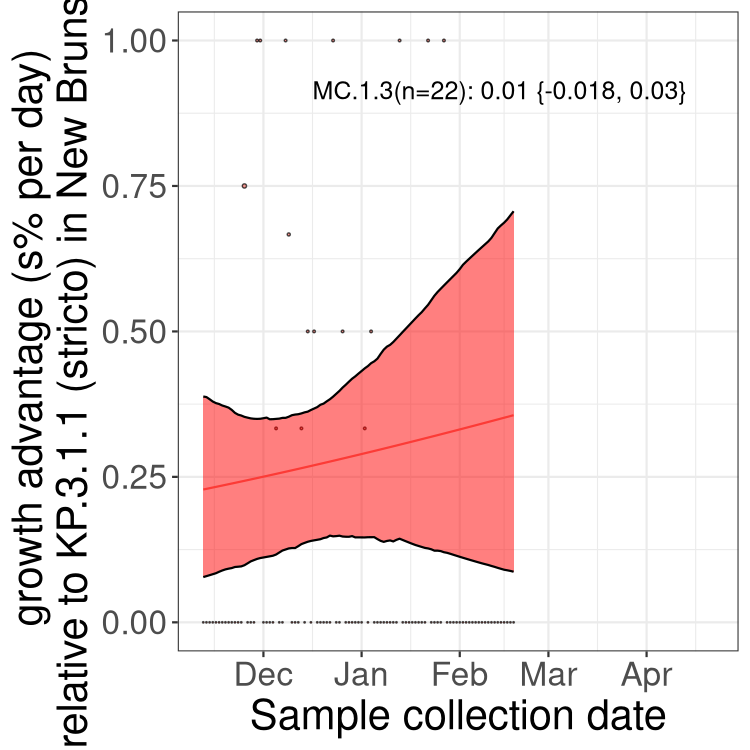 growth advantage (s% per day)
relative to KP.3.1.1 (stricto) in New Bruns
1.00
0.75
0.50
0.25
0.00
MC.1.3(n=22): 0.01 {-0.018, 0.03}
Dec Jan Feb Mar Apr
Sample collection date